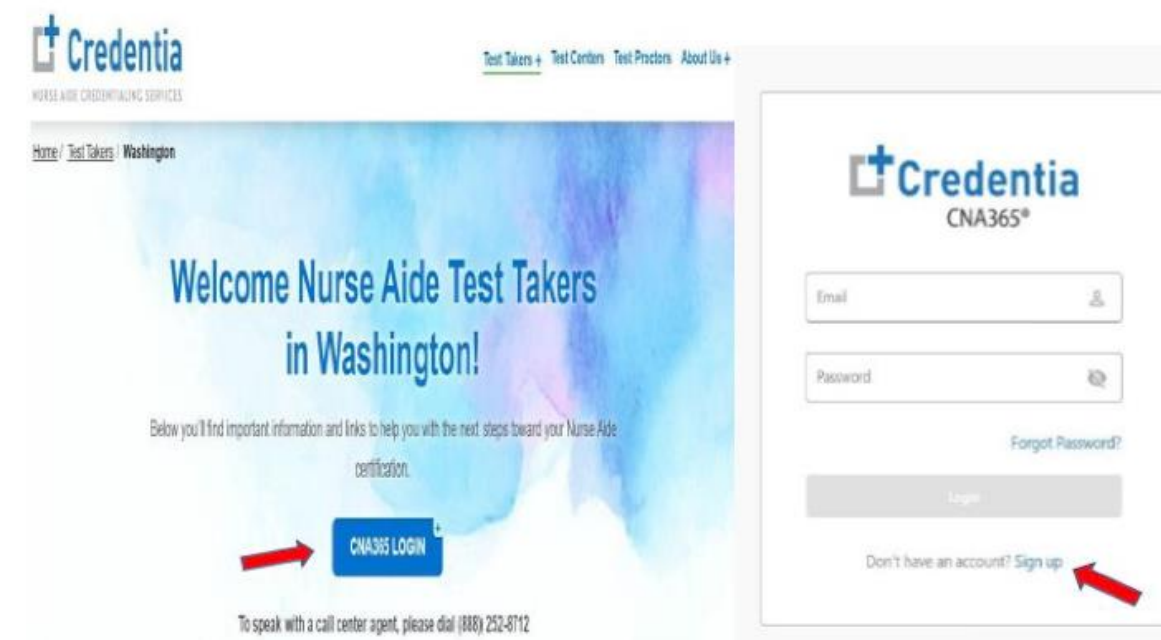 Credentia
NURSE AIDE CREDENTIALING SERVICES
Test Takers + Test Centers Test Proctors About Us +
Home / Test Takers / Washington
Welcome Nurse Aide Test Takers
in Washington!
Below you'll find important information and links to help you with the next steps toward your Nurse Aide
certification.
CNA365 LOGIN
To speak with a call center agent, please dial (888) 252-8712
Credentia
CNA365®
Email
Password
Forgot Password?
Login
Don't have an account? Sign up